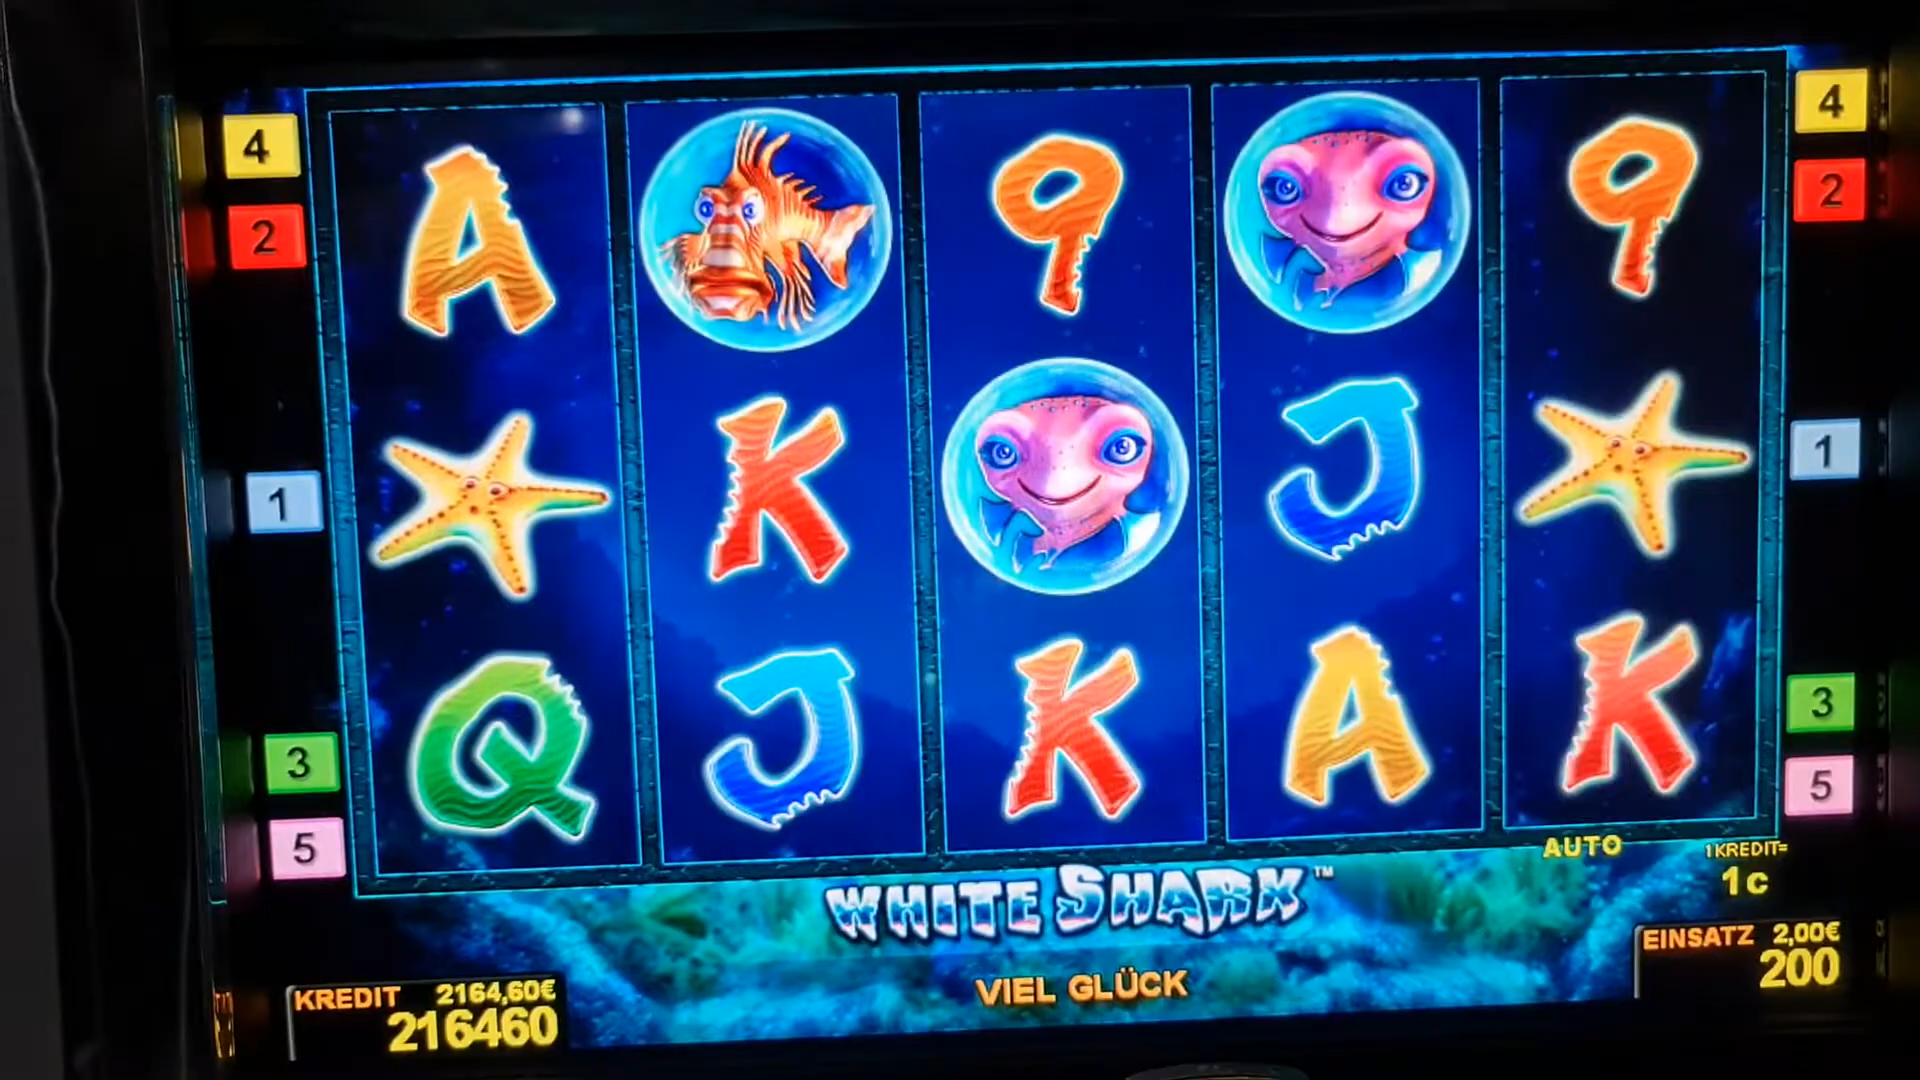 4
4
2
2
A
9
9
1
1
K
J
3
3
Q
J
K
A
K
5
5
AUTO
1 KREDIT=
1 c
WHITE SHARK™
EINSATZ 2,00€
200
VIEL GLÜCK
KREDIT 2164,60€
216460